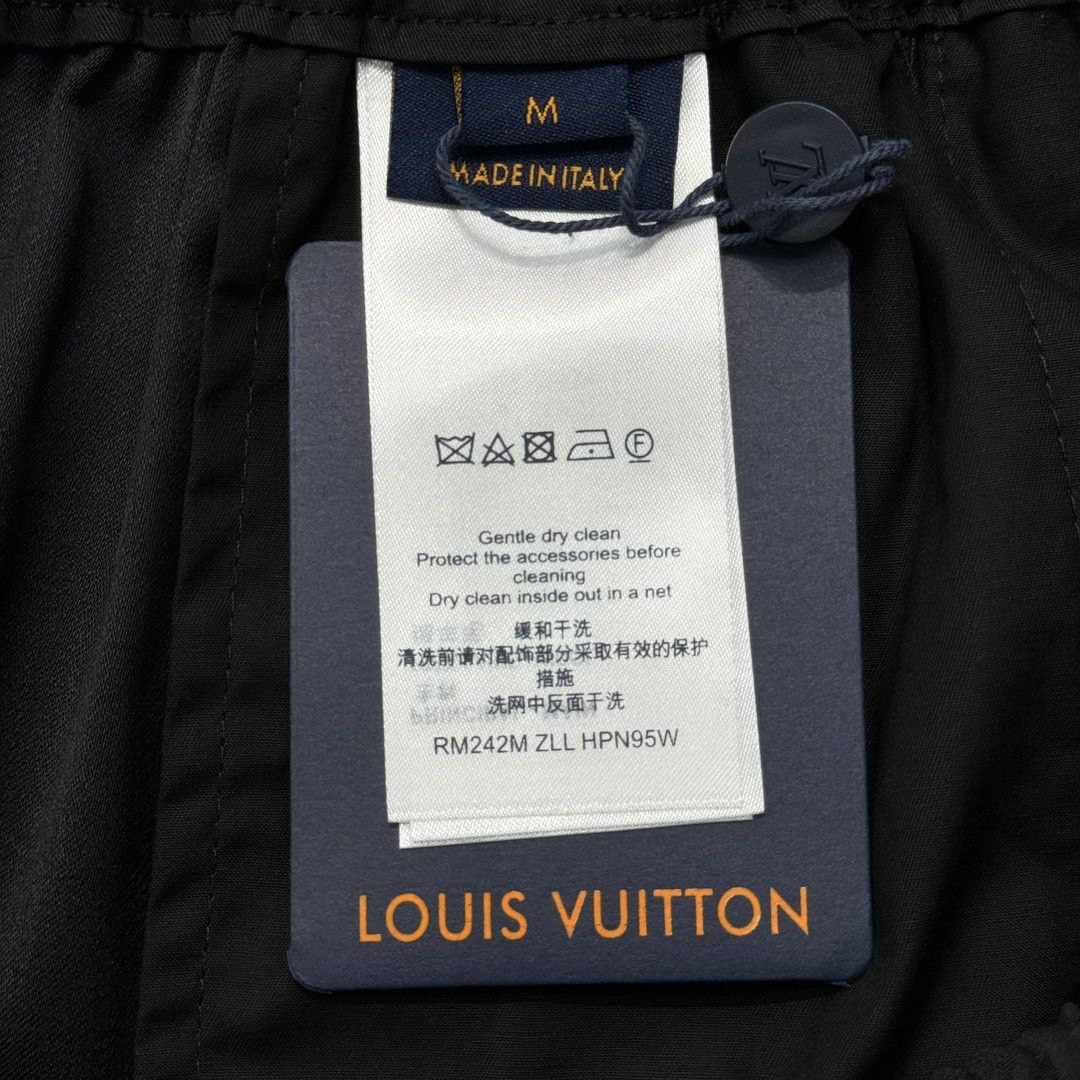 M
MADE IN ITALY
LV
F
Gentle dry clean
Protect the accessories before
cleaning
Dry clean inside out in a net
缓和干洗
清洗前请对配饰部分采取有效的保护
措施
洗网中反面干洗
RM242M ZLL HPN95W
LOUIS VUITTON